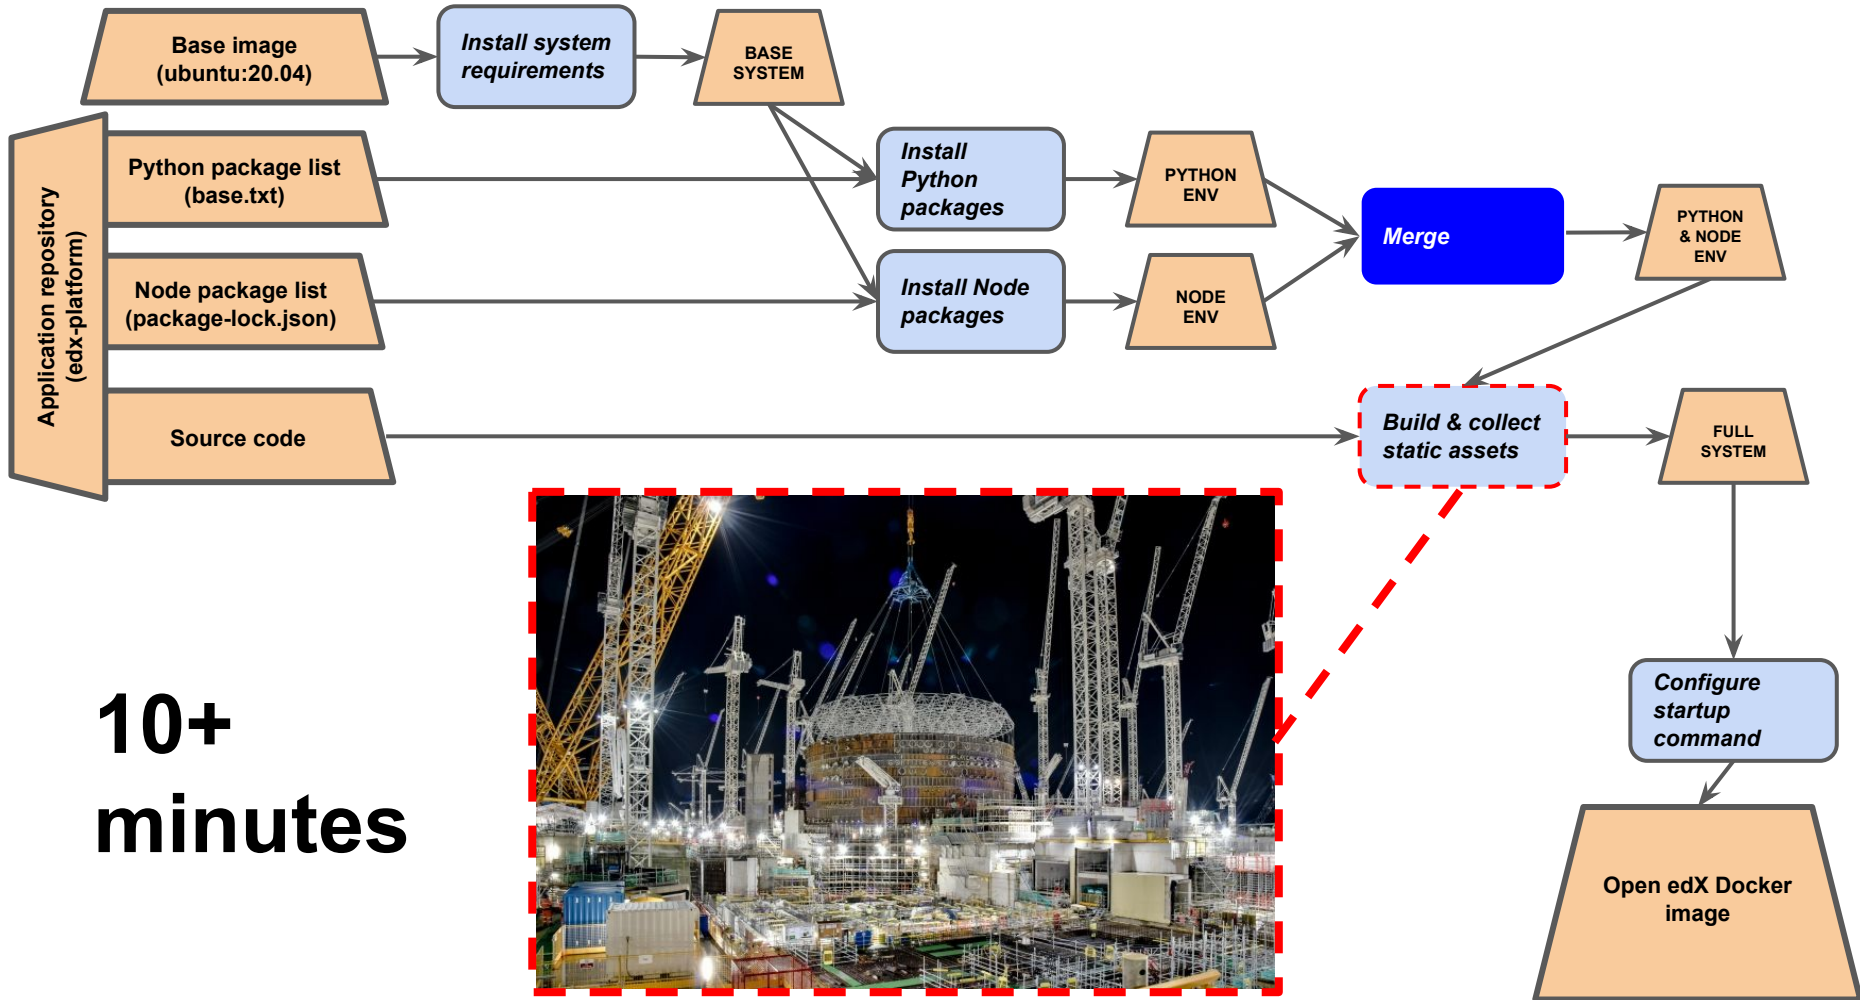 Base image
(ubuntu:20.04)
Install system
requirements
BASE
SYSTEM
Application repository
(edx-platform)
Python package list
(base.txt)
Install
Python
packages
PYTHON
ENV
Merge
PYTHON
& NODE
ENV
Node package list
(package-lock.json)
Install Node
packages
NODE
ENV
Source code
Build & collect
static assets
FULL
SYSTEM
10+
minutes
Configure
startup
command
Open edX Docker
image